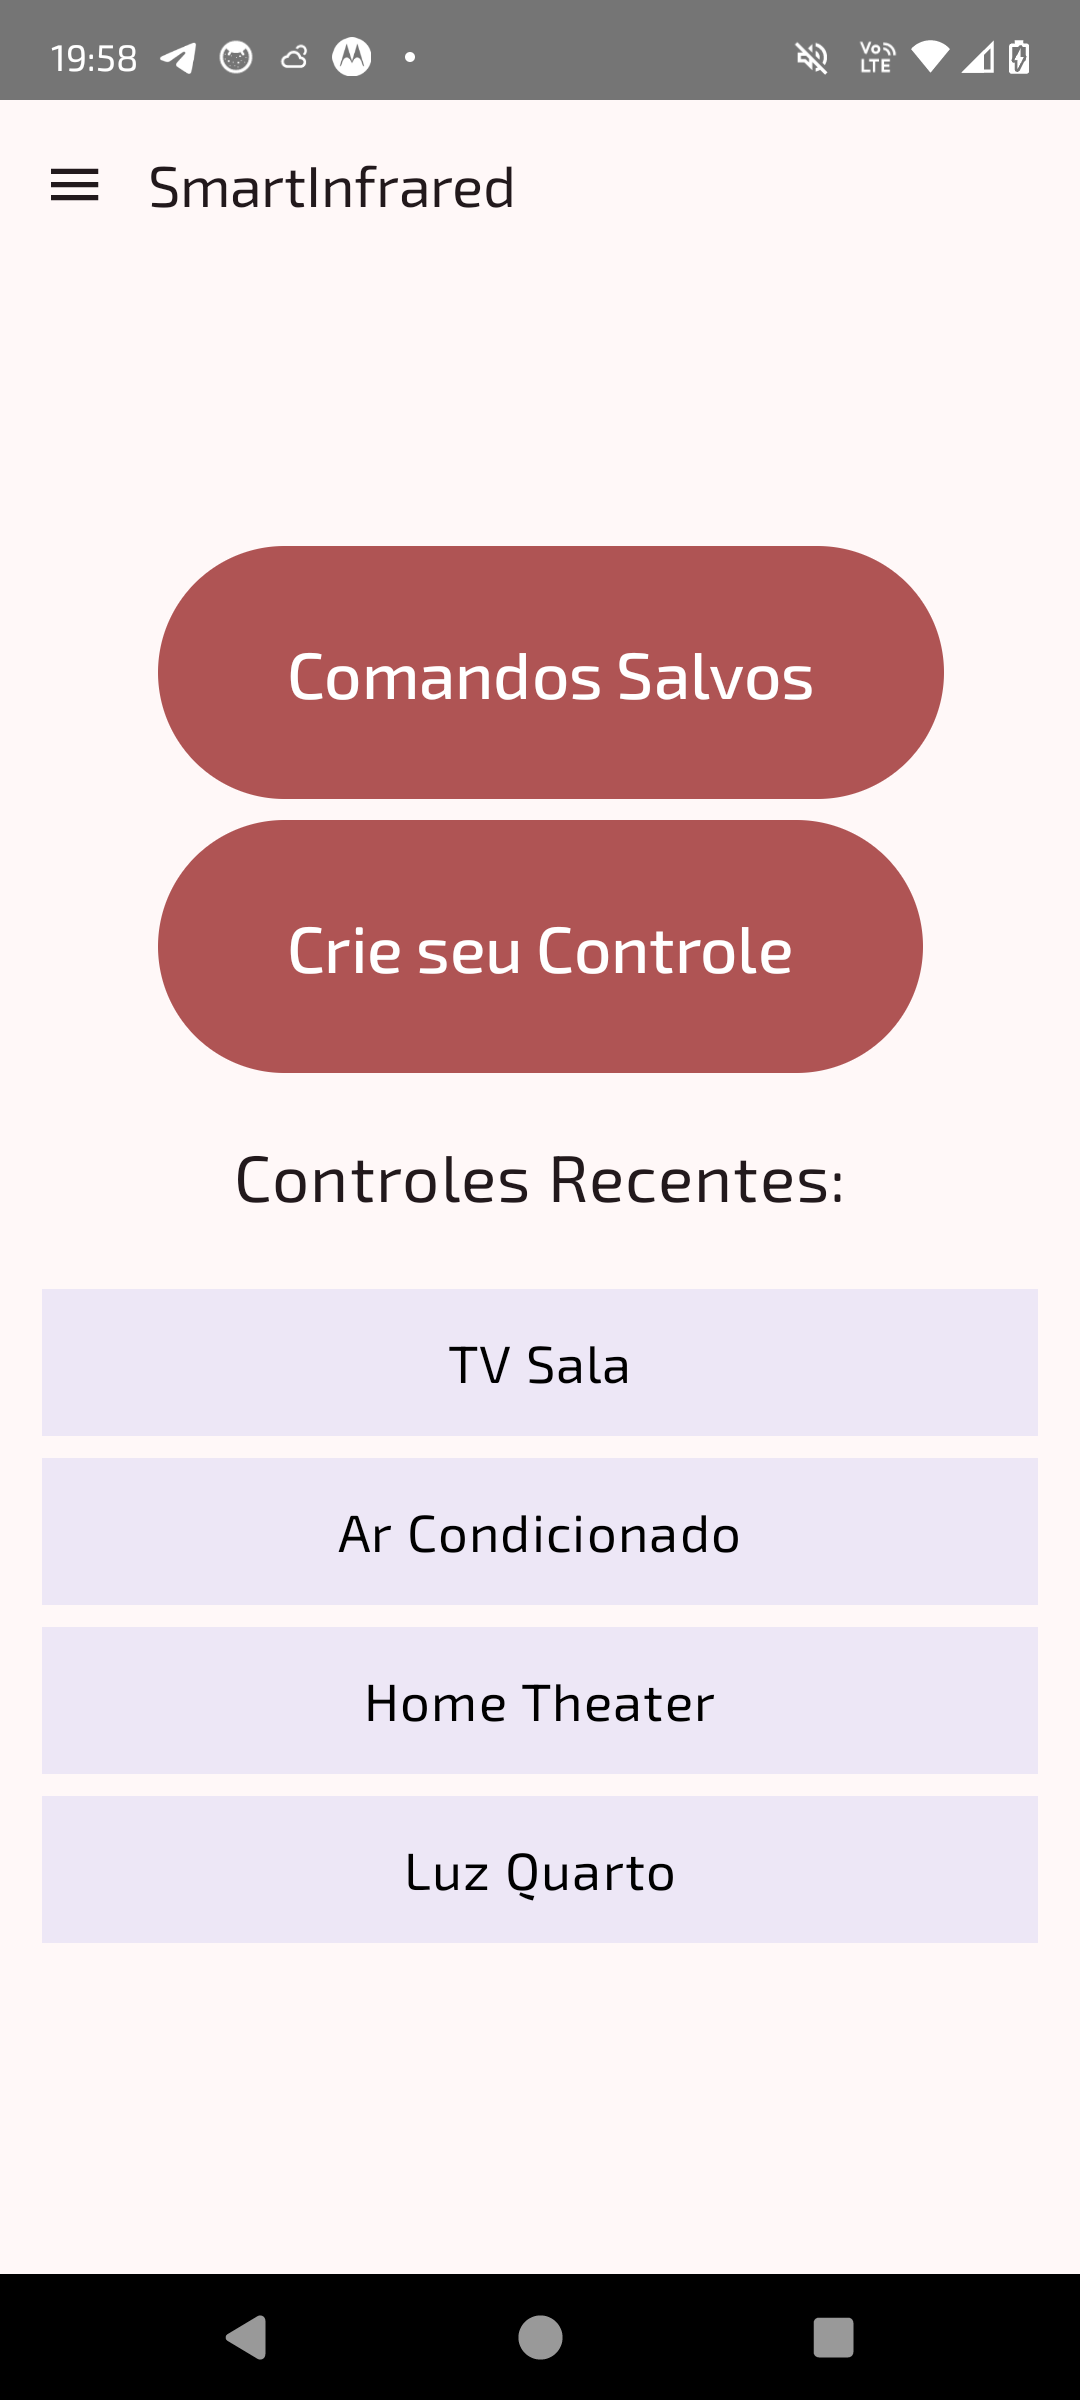 19:58
Vo LTE
SmartInfrared
Comandos Salvos
Crie seu Controle
Controles Recentes:
TV Sala
Ar Condicionado
Home Theater
Luz Quarto